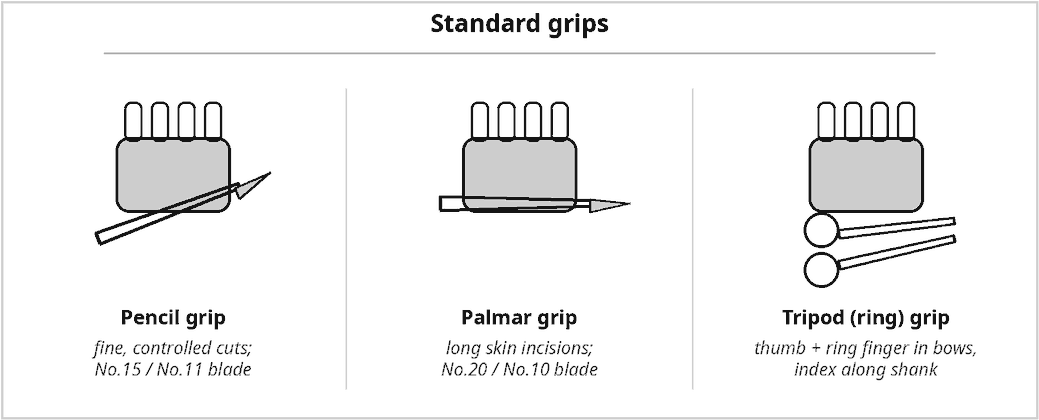 Standard grips
Pencil grip
fine, controlled cuts;
No.15 / No.11 blade
Palmar grip
long skin incisions;
No.20 / No.10 blade
Tripod (ring) grip
thumb + ring finger in bows,
index along shank